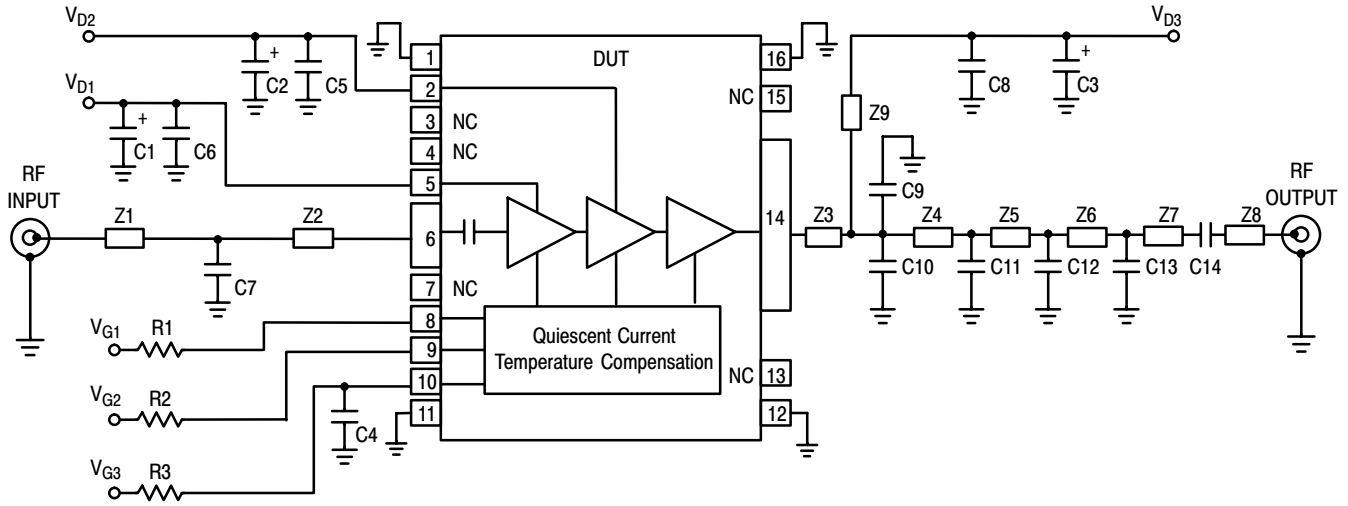 VD2
VD1
RF
INPUT
+
C2
C5
+
C1
C6
Z1
Z2
C7
VG1
R1
VG2
R2
VG3
R3
C4
DUT
1
2
3
NC
4
NC
5
6
7
NC
8
9
10
11
Quiescent Current
Temperature Compensation
16
NC
15
14
NC
13
12
VD3
C8
+
C3
Z9
C9
Z3
Z4
Z5
Z6
Z7
Z8
C10
C11
C12
C13
C14
RF
OUTPUT